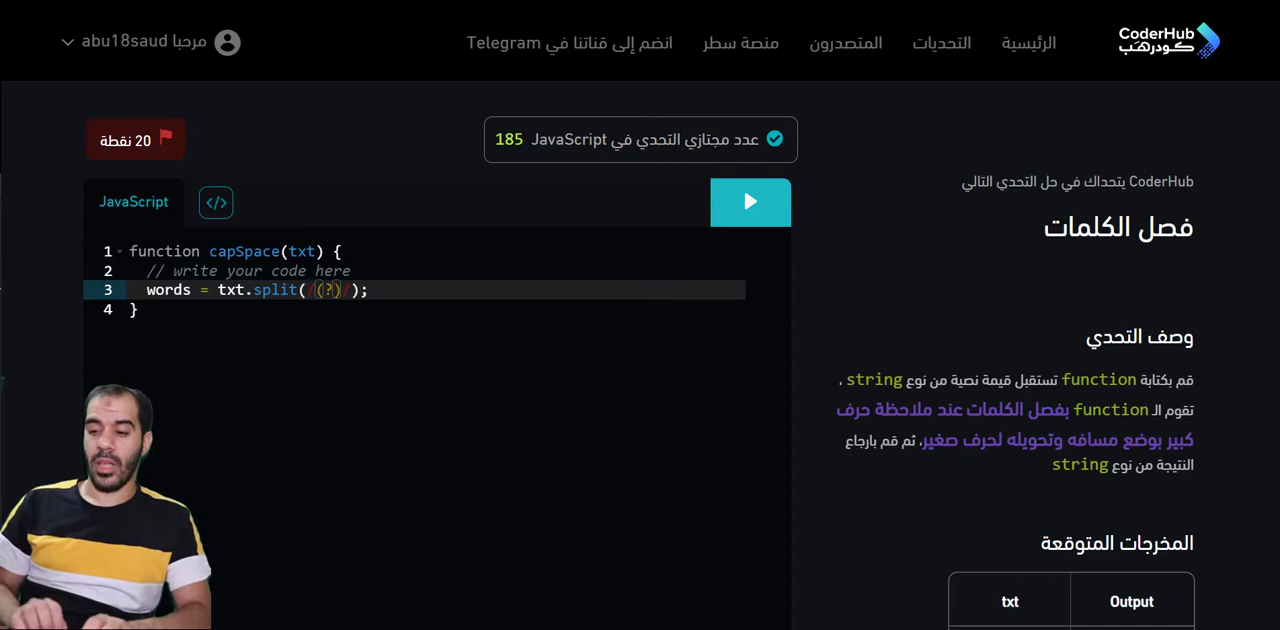 CoderHub
كودرهَب
الرئيسية
التحديات
المتصدرون
منصة سطر
انضم إلى قناتنا في Telegram
مرحبا abu18saud
20 نقطة
عدد مجتازي التحدي في JavaScript 185
JavaScript
</>
1 function capSpace(txt) {
2 // write your code here
3 words = txt.split(/(?)/);
4 }
CoderHub يتحداك في حل التحدي التالي
فصل الكلمات
وصف التحدي
قم بكتابة function تستقبل قيمة نصية من نوع string ،
تقوم الـ function بفصل الكلمات عند ملاحظة حرف
كبير بوضع مسافه وتحويله لحرف صغير، ثم قم بارجاع
النتيجة من نوع string
المخرجات المتوقعة
txt Output